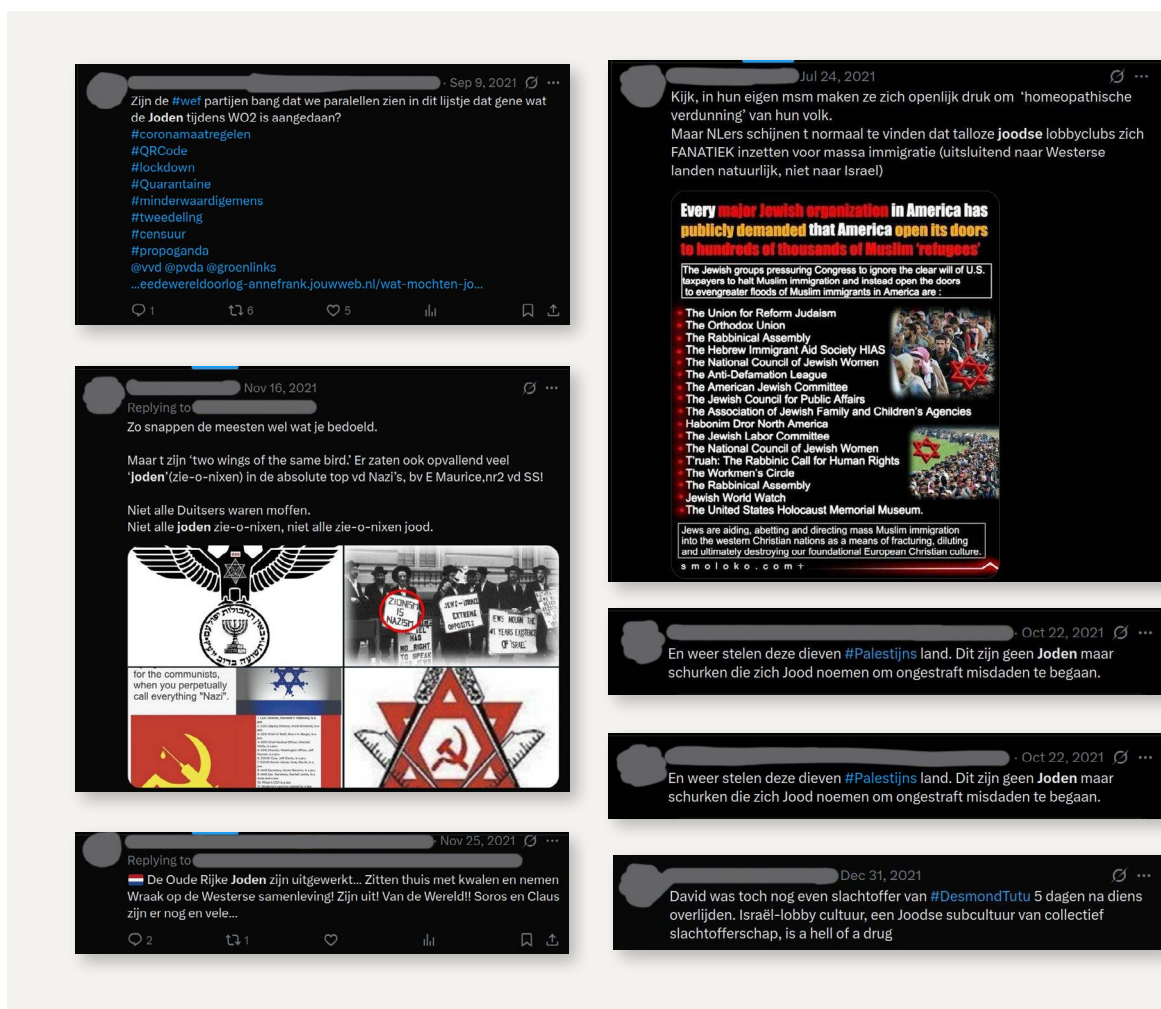 · Sep 9, 2021
Zijn de #wef partijen bang dat we paralellen zien in dit lijstje dat gene wat
de Joden tijdens WO2 is aangedaan?
#coronamaatregelen
#QRCode
#lockdown
#Quarantaine
#minderwaardigemens
#tweedeling
#censuur
#propoganda
@vvd @pvda @groenlinks
...eedewereldoorlog-annefrank.jouwweb.nl/wat-mochten-jo...
1 6 5
Nov 16, 2021
Replying to
Zo snappen de meesten wel wat je bedoeld.
Maar t zijn 'two wings of the same bird.' Er zaten ook opvallend veel
'joden'(zie-o-nixen) in de absolute top vd Nazi's, bv E Maurice,nr2 vd SS!
Niet alle Duitsers waren moffen.
Niet alle joden zie-o-nixen, niet alle zie-o-nixen jood.
ZIONISM
IS
NAZISM
HAS
NO RIGHT
TO SPEAK
JEWS - ISRAEL
EXTREME
OPPOSITES
JEWS MOURN THE
41 YEARS EXISTENCE
OF 'ISRAEL'
for the communists,
when you perpetually
call everything "Nazi".
· Nov 25, 2021
Replying to
De Oude Rijke Joden zijn uitgewerkt... Zitten thuis met kwalen en nemen
Wraak op de Westerse samenleving! Zijn uit! Van de Wereld!! Soros en Claus
zijn er nog en vele...
2 1
Jul 24, 2021
Kijk, in hun eigen msm maken ze zich openlijk druk om 'homeopathische
verdunning' van hun volk.
Maar NLers schijnen t normaal te vinden dat talloze joodse lobbyclubs zich
FANATIEK inzetten voor massa immigratie (uitsluitend naar Westerse
landen natuurlijk, niet naar Israel)
Every major Jewish organization in America has
publicly demanded that America open its doors
to hundreds of thousands of Muslim 'refugees'
The Jewish groups pressuring Congress to ignore the clear will of U.S.
taxpayers to halt Muslim immigration and instead open the doors
to evengreater floods of Muslim immigrants in America are :
The Union for Reform Judaism
The Orthodox Union
The Rabbinical Assembly
The Hebrew Immigrant Aid Society HIAS
The National Council of Jewish Women
The Anti-Defamation League
The American Jewish Committee
The Jewish Council for Public Affairs
The Association of Jewish Family and Children's Agencies
Habonim Dror North America
The Jewish Labor Committee
The National Council of Jewish Women
T'ruah: The Rabbinic Call for Human Rights
The Workmen's Circle
The Rabbinical Assembly
Jewish World Watch
The United States Holocaust Memorial Museum.
Jews are aiding, abetting and directing mass Muslim immigration
into the western Christian nations as a means of fracturing, diluting
and ultimately destroying our foundational European Christian culture.
smoloko.com+
· Oct 22, 2021
En weer stelen deze dieven #Palestijns land. Dit zijn geen Joden maar
schurken die zich Jood noemen om ongestraft misdaden te begaan.
· Oct 22, 2021
En weer stelen deze dieven #Palestijns land. Dit zijn geen Joden maar
schurken die zich Jood noemen om ongestraft misdaden te begaan.
Dec 31, 2021
David was toch nog even slachtoffer van #DesmondTutu 5 dagen na diens
overlijden. Israël-lobby cultuur, een Joodse subcultuur van collectief
slachtofferschap, is a hell of a drug